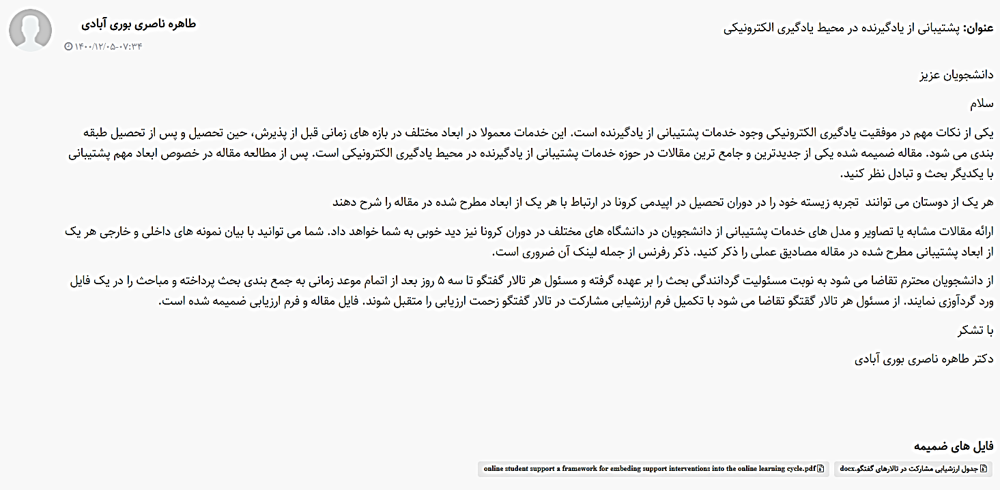 عنوان: پشتیبانی از یادگیرنده در محیط یادگیری الکترونیکی
طاهره ناصری بوری آبادی
۱۴۰۰/۱۲/۰۵-۰۷:۳۴
دانشجویان عزیز
سلام
یکی از نکات مهم در موفقیت یادگیری الکترونیکی وجود خدمات پشتیبانی از یادگیرنده است. این خدمات معمولا در ابعاد مختلف در بازه های زمانی قبل از پذیرش، حین تحصیل و پس از تحصیل طبقه
بندی می شود. مقاله ضمیمه شده یکی از جدیدترین و جامع ترین مقالات در حوزه خدمات پشتیبانی از یادگیرنده در محیط یادگیری الکترونیکی است. پس از مطالعه مقاله در خصوص ابعاد مهم پشتیبانی
با یکدیگر بحث و تبادل نظر کنید.
هر یک از دوستان می توانند تجربه زیسته خود را در دوران تحصیل در اپیدمی کرونا در ارتباط با هر یک از ابعاد مطرح شده در مقاله را شرح دهند
ارائه مقالات مشابه یا تصاویر و مدل های خدمات پشتیبانی از دانشجویان در دانشگاه های مختلف در دوران کرونا نیز دید خوبی به شما خواهد داد. شما می توانید با بیان نمونه های داخلی و خارجی هر یک
از ابعاد پشتیبانی مطرح شده در مقاله مصادیق عملی را ذکر کنید. ذکر رفرنس از جمله لینک آن ضروری است.
از دانشجویان محترم تقاضا می شود به نوبت مسئولیت گردانندگی بحث را بر عهده گرفته و مسئول هر تالار گفتگو تا سه ۵ روز بعد از اتمام موعد زمانی به جمع بندی بحث پرداخته و مباحث را در یک فایل
ورد گردآوزی نمایند. از مسئول هر تالار گقتگو تقاضا می شود با تکمیل فرم ارزشیابی مشارکت در تالار گفتگو زحمت ارزیابی را متقبل شوند. فایل مقاله و فرم ارزیابی ضمیمه شده است.
با تشکر
دکتر طاهره ناصری بوری آبادی
فایل های ضمیمه
جدول ارزشیابی مشارکت در تالارهای گفتگو.docx
online student support a framework for embeding support interventions into the online learning cycle.pdf